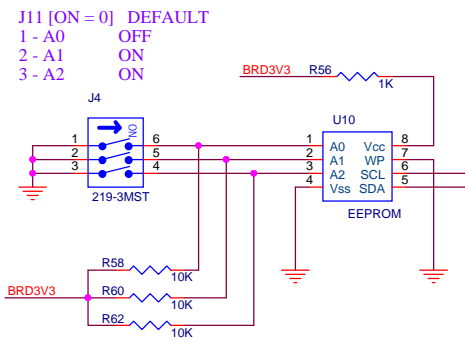 J11 [ON = 0] DEFAULT
1 - A0 OFF
2 - A1 ON
3 - A2 ON
BRD3V3 R56
1K
J4
U10
ON
1 6
2 5
3 4
219-3MST
1 A0 Vcc 8
2 A1 WP 7
3 A2 SCL 6
4 Vss SDA 5
EEPROM
R58
10K
BRD3V3 R60
10K
R62
10K